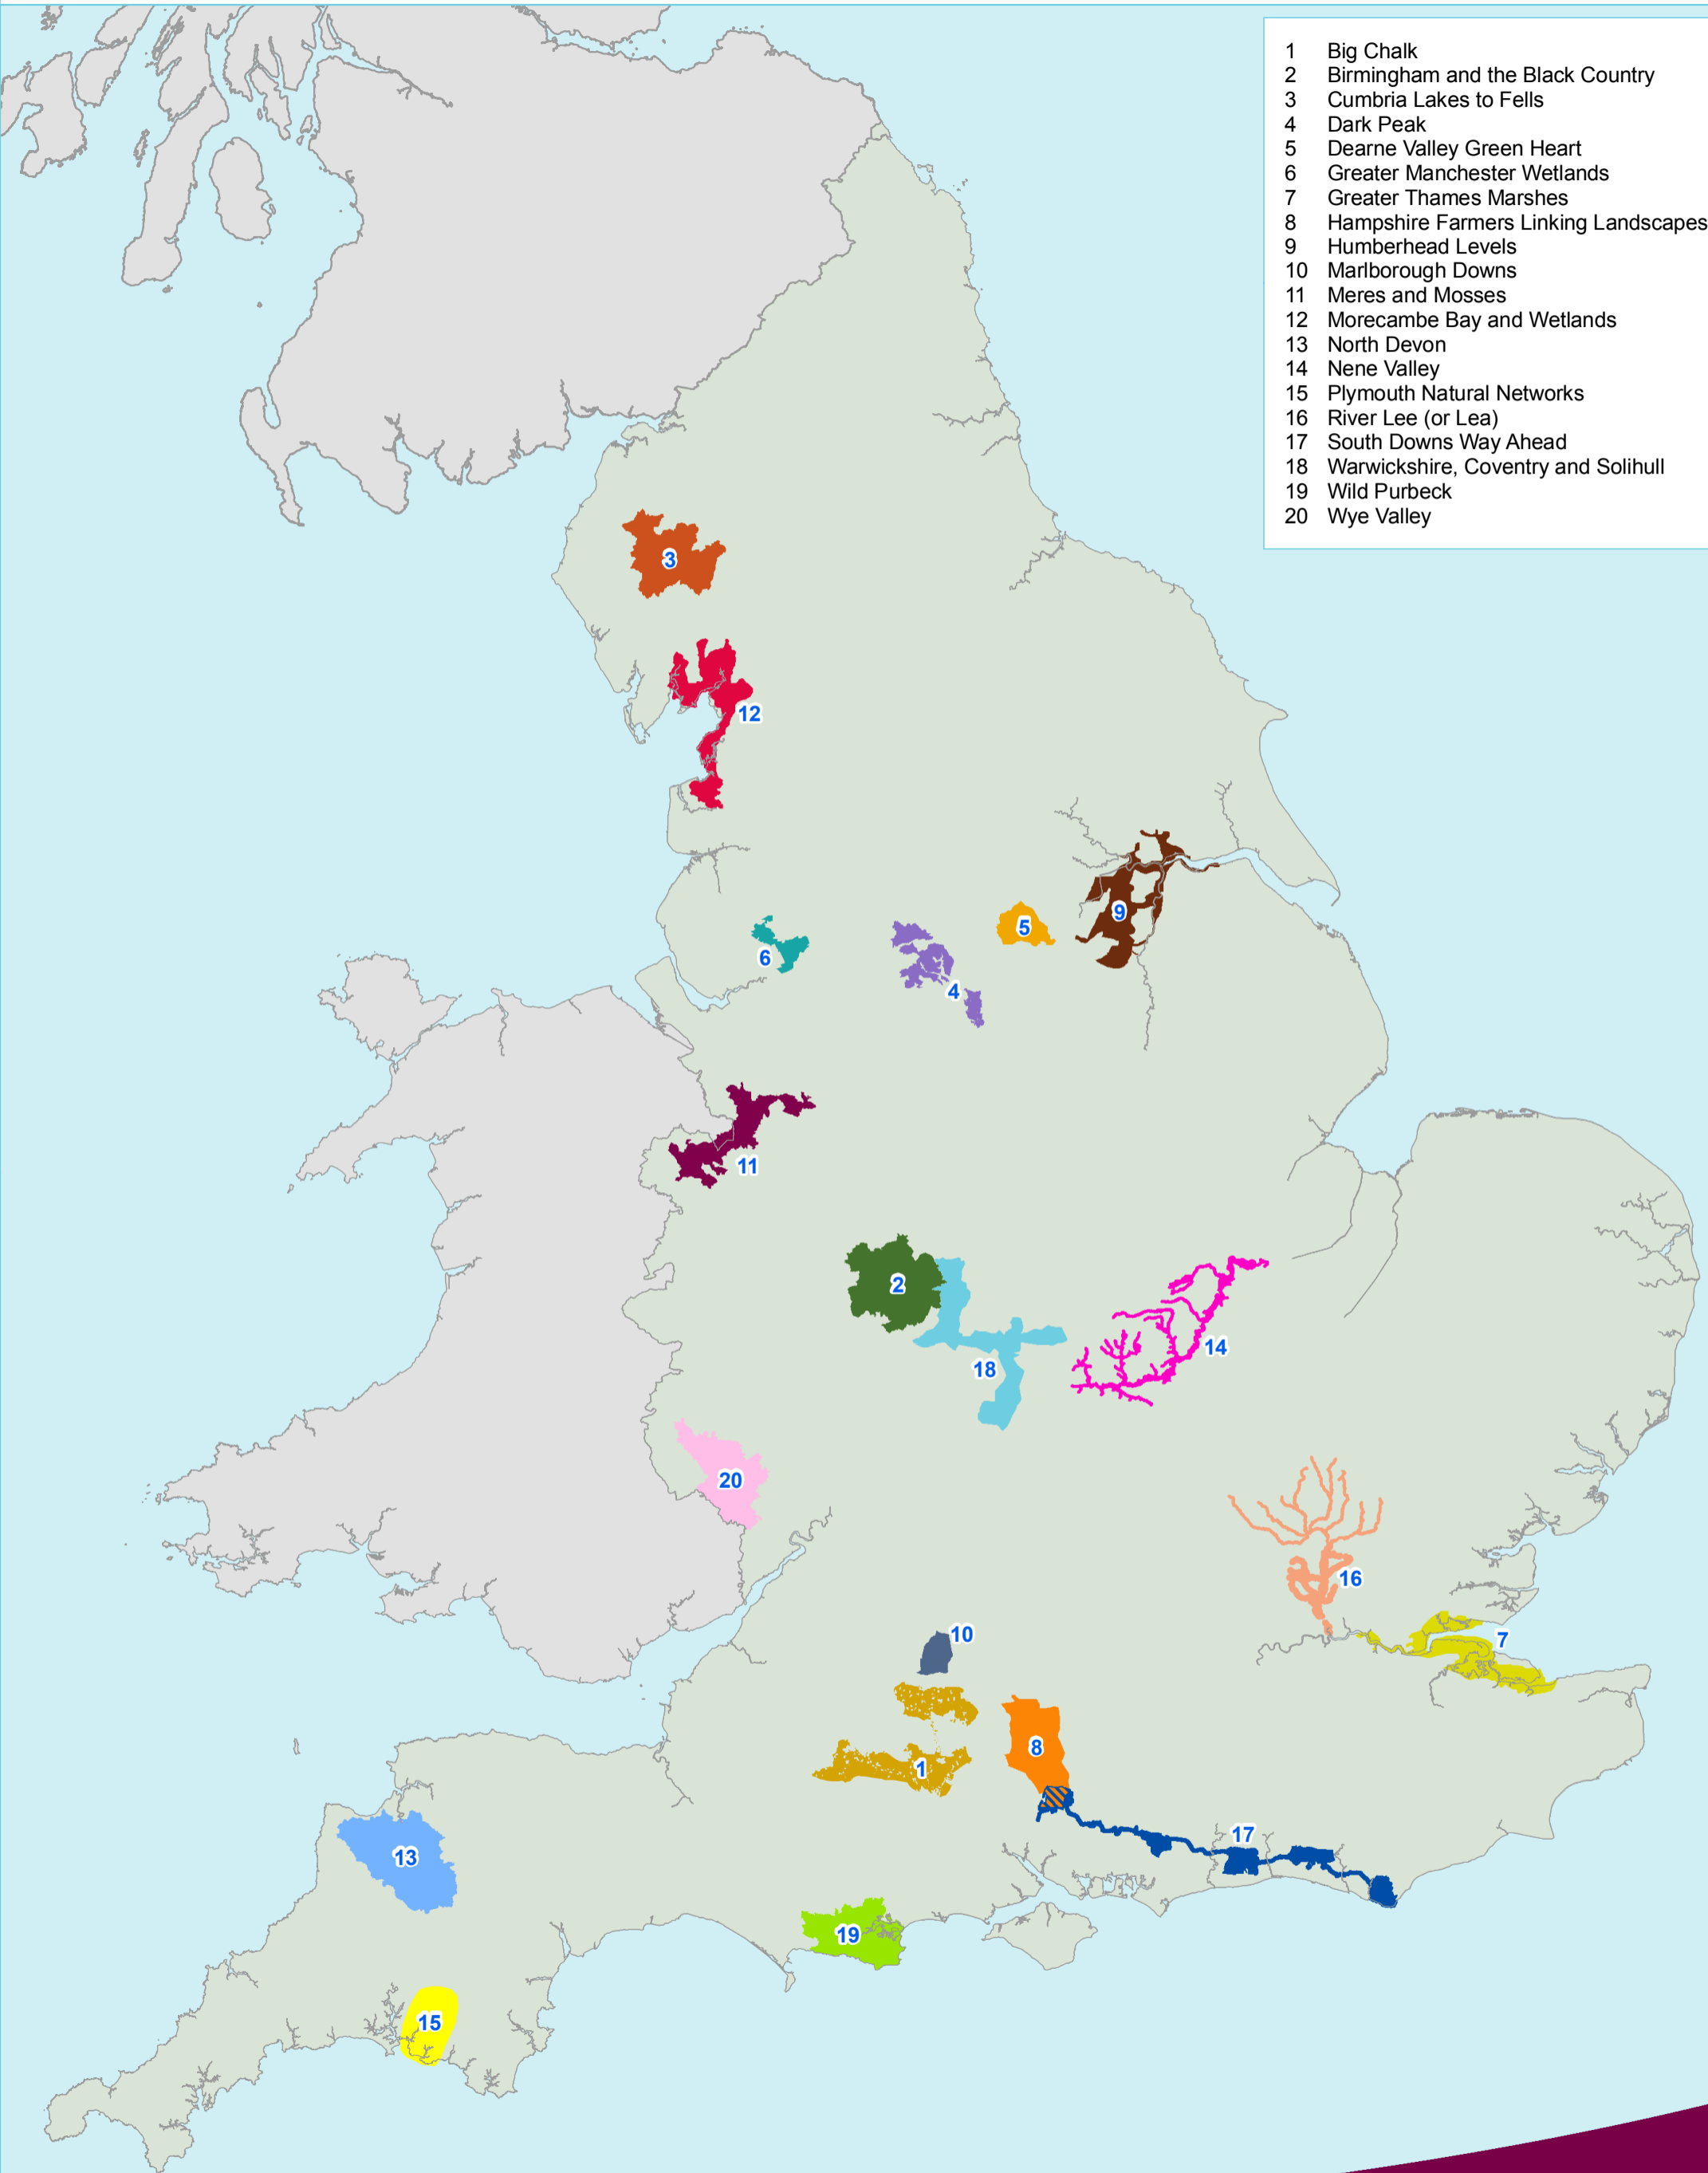 1 Big Chalk
2 Birmingham and the Black Country
3 Cumbria Lakes to Fells
4 Dark Peak
5 Dearne Valley Green Heart
6 Greater Manchester Wetlands
7 Greater Thames Marshes
8 Hampshire Farmers Linking Landscapes
9 Humberhead Levels
10 Marlborough Downs
11 Meres and Mosses
12 Morecambe Bay and Wetlands
13 North Devon
14 Nene Valley
15 Plymouth Natural Networks
16 River Lee (or Lea)
17 South Downs Way Ahead
18 Warwickshire, Coventry and Solihull
19 Wild Purbeck
20 Wye Valley
3
12
9
5
6
4
11
2
14
18
20
16
10
7
8
1
17
13
19
15